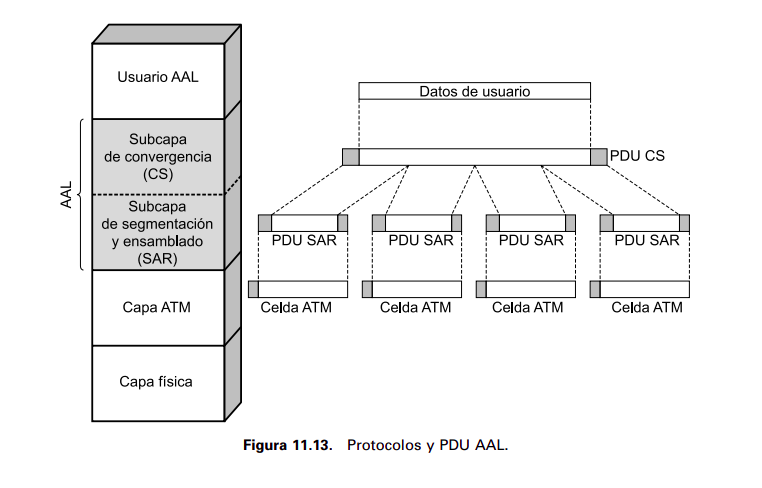 Usuario AAL
Subcapa
de convergencia
(CS)
AAL
Subcapa
de segmentación
y ensamblado
(SAR)
Capa ATM
Capa física
Datos de usuario
PDU CS
PDU SAR
PDU SAR
PDU SAR
PDU SAR
Celda ATM
Celda ATM
Celda ATM
Celda ATM
Figura 11.13. Protocolos y PDU AAL.